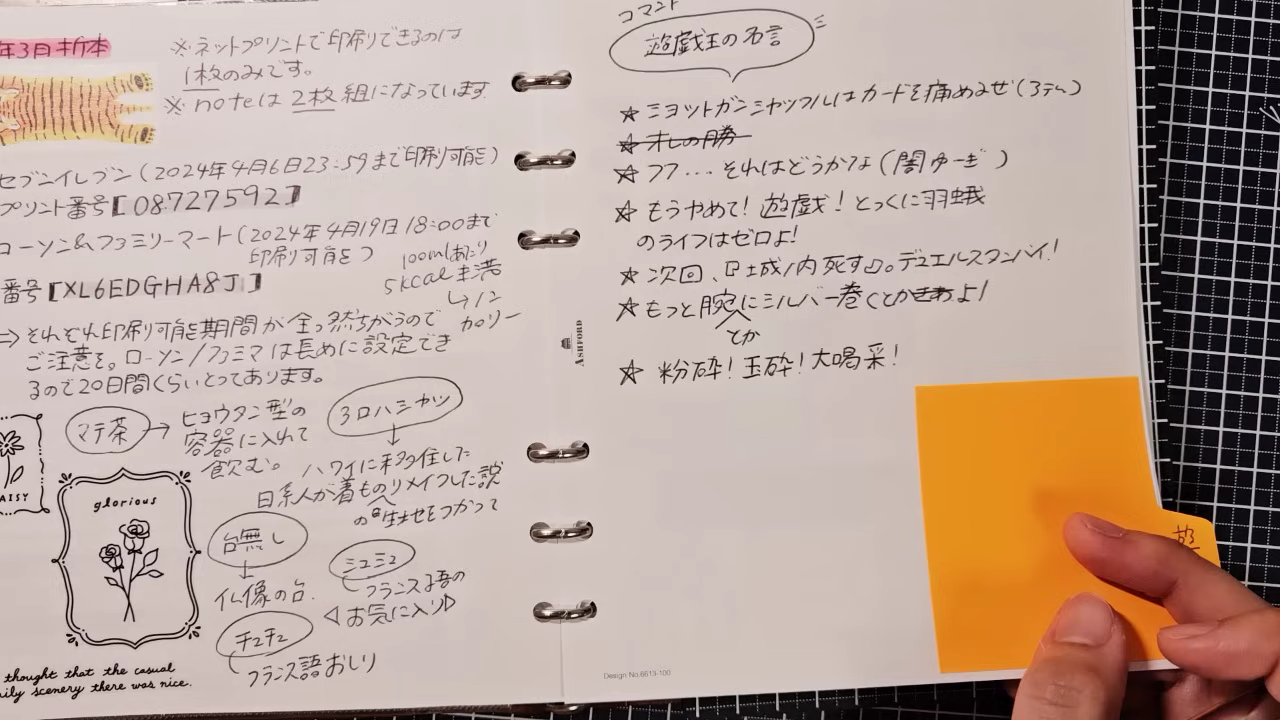 年3月折本
※ネットプリントで印刷できるのは
1枚のみです。
※noteは2枚組になっています
セブンイレブン(2024年4月6日23:59まで印刷可能)
プリント番号【08727592】
ローソン&ファミリーマート(2024年4月19日18:00まで
印刷可能)
番号【XL6EDGHA8J】
100mlあたり
5kcal未満
↳ノン
カロリー
⇒それぞれ印刷可能期間が全っ然ちがうので
ご注意を。ローソン/ファミマは長めに設定でき
るので20日間くらいとってあります。
マテ茶→ヒョウタン型の
容器に入れて
飲む。
アロハシャツ
↓
ハワイに移住した
日系人が着ものリメイクした説
の生地をつかって
AISY
glorious
台無し
↓
仏像の台.
ミュミュ
フランス語の
◁お気に入り▷
チュチュ
フランス語おしり
thought that the casual
ily scenery there was nice.
ASHFORD
コマンド
遊戯王の名言
☆ミヨットガンシャッフルはカードを痛めるぜ(3テム)
☆オレの勝
☆フフ...それはどうかな(闇ゆーぎ)
☆もうやめて!遊戯!とっくに羽蛾
のライフはゼロよ!
☆次回、『城ノ内死す』。デュエルスタンバイ!
☆もっと腕にシルバー巻くとかさぁよ!
とか
☆粉砕!玉砕!大喝采!
Design No.6613-100